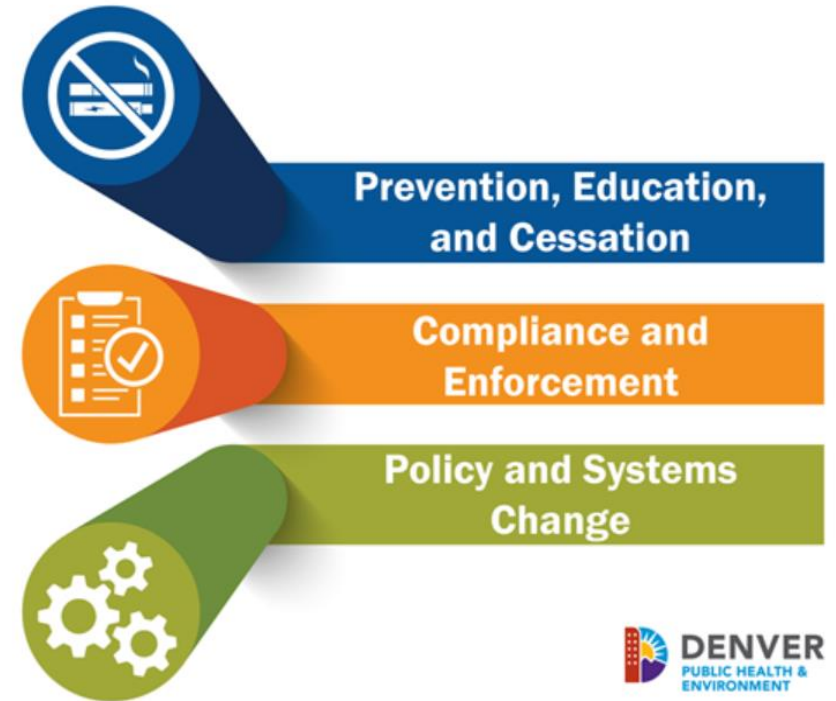 Prevention, Education,
and Cessation
Compliance and
Enforcement
Policy and Systems
Change
DENVER
PUBLIC HEALTH &
ENVIRONMENT